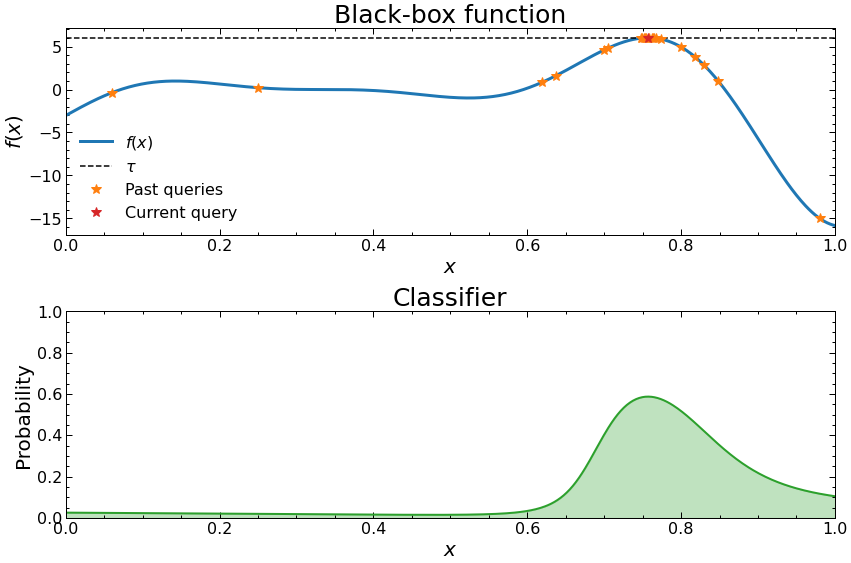 Black-box function
f(x)
5
0
−5
−10
−15
f(x)
τ
Past queries
Current query
0.0 0.2 0.4 0.6 0.8 1.0
x
Classifier
Probability
1.0
0.8
0.6
0.4
0.2
0.0
0.0 0.2 0.4 0.6 0.8 1.0
x